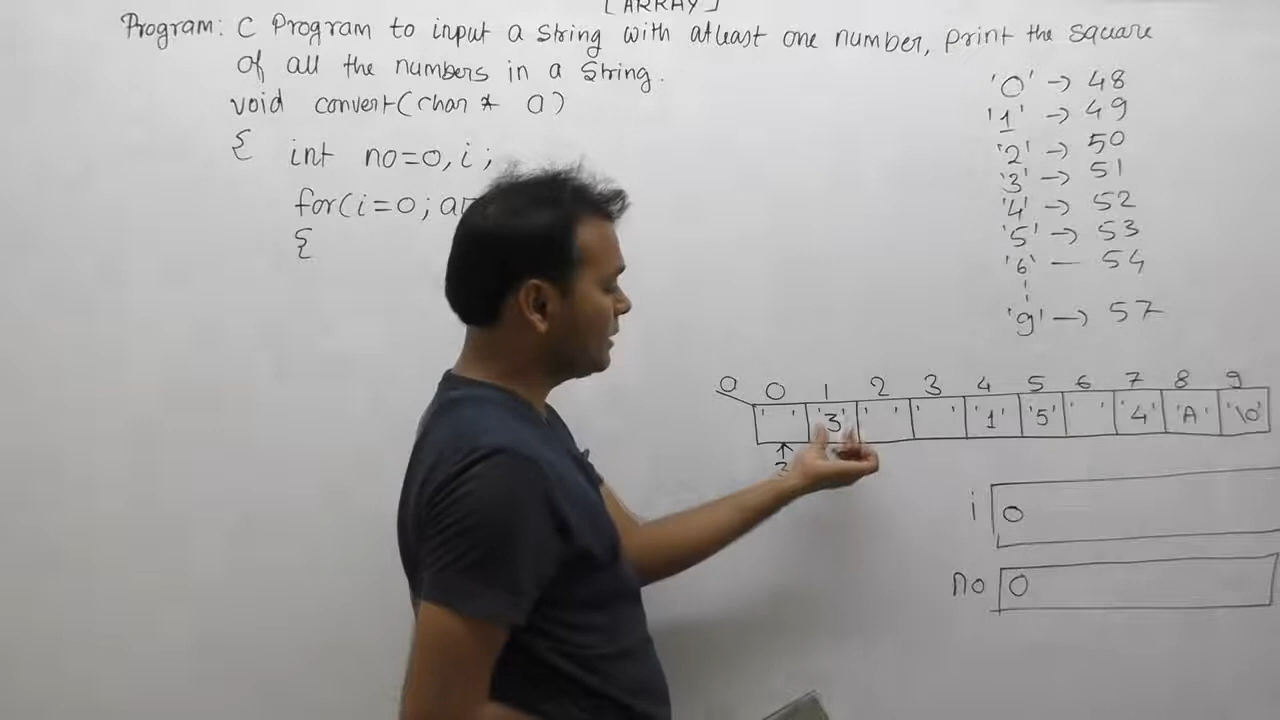 [ARRAY]
Program: C Program to input a string with atleast one number, print the square
of all the numbers in a string.
void convert(char * a)
{ int no=0,i;
for(i=0;a[
{
'0' -> 48
'1' -> 49
'2' -> 50
'3' -> 51
'4' -> 52
'5' -> 53
'6' — 54
'9' -> 57
a 0 1 2 3 4 5 6 7 8 9
' ' '3' ' ' ' ' '1' '5' ' ' '4' 'A' '\0'
i 0
no 0